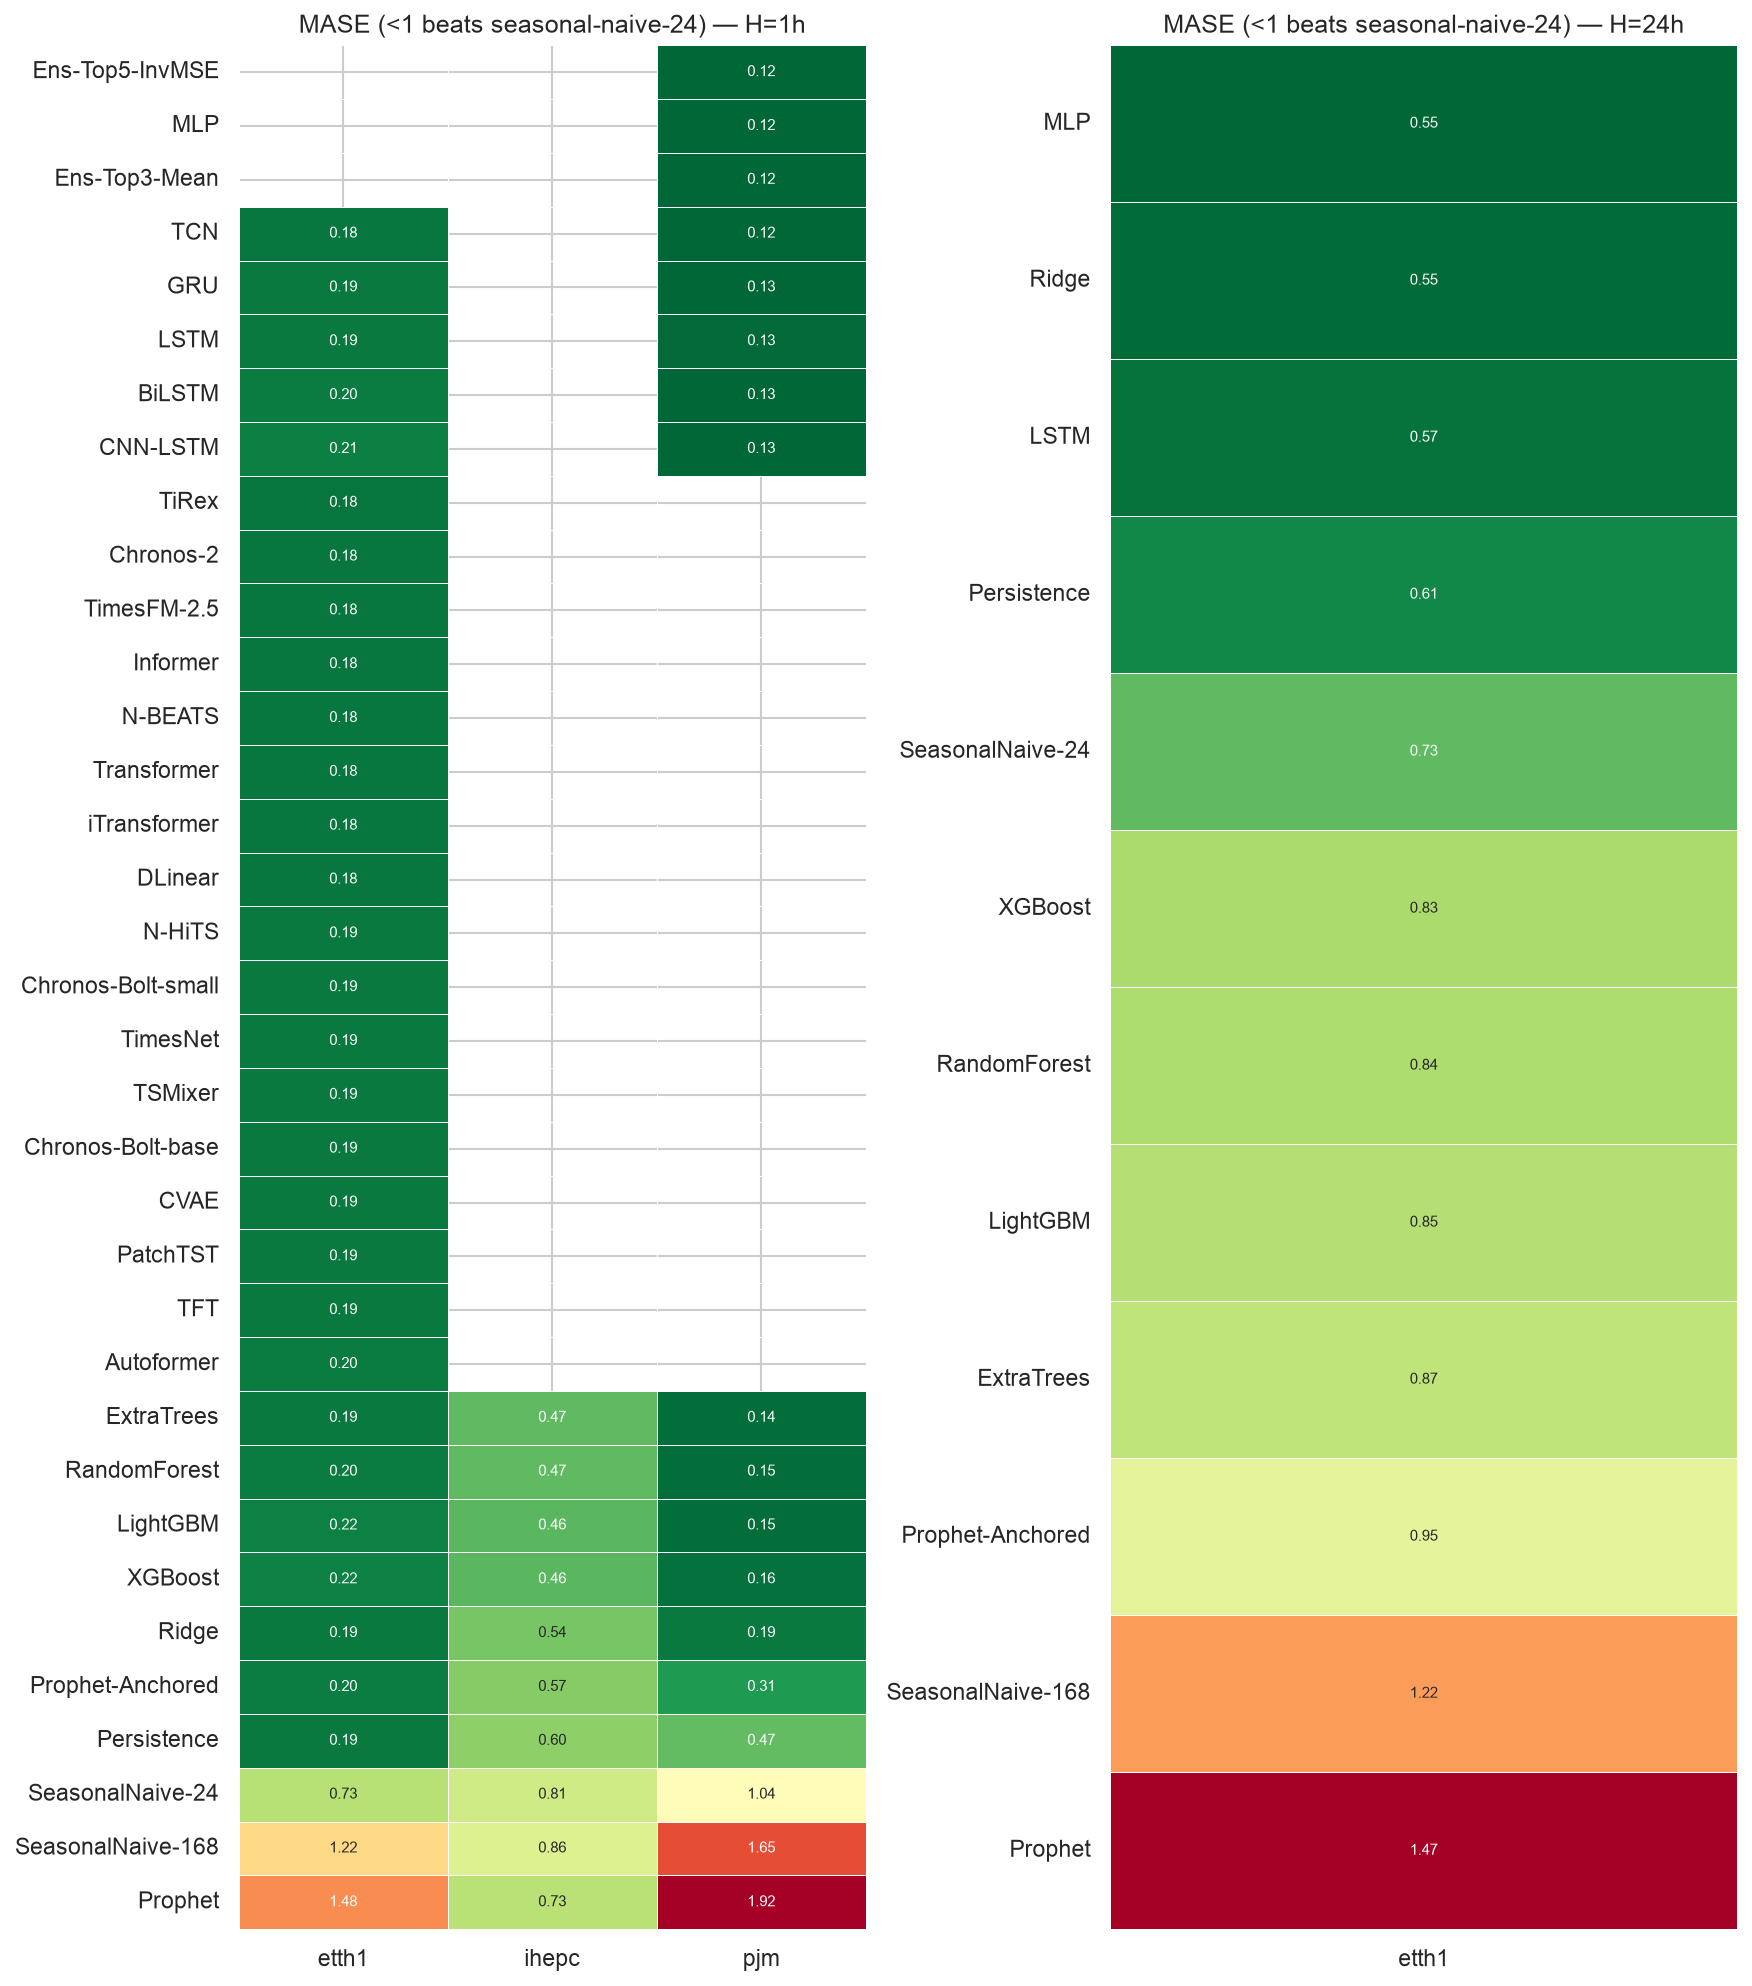 MASE (<1 beats seasonal-naive-24) — H=1h
Ens-Top5-InvMSE 0.12
MLP 0.12
Ens-Top3-Mean 0.12
TCN 0.18 0.12
GRU 0.19 0.13
LSTM 0.19 0.13
BiLSTM 0.20 0.13
CNN-LSTM 0.21 0.13
TiRex 0.18
Chronos-2 0.18
TimesFM-2.5 0.18
Informer 0.18
N-BEATS 0.18
Transformer 0.18
iTransformer 0.18
DLinear 0.18
N-HiTS 0.19
Chronos-Bolt-small 0.19
TimesNet 0.19
TSMixer 0.19
Chronos-Bolt-base 0.19
CVAE 0.19
PatchTST 0.19
TFT 0.19
Autoformer 0.20
ExtraTrees 0.19 0.47 0.14
RandomForest 0.20 0.47 0.15
LightGBM 0.22 0.46 0.15
XGBoost 0.22 0.46 0.16
Ridge 0.19 0.54 0.19
Prophet-Anchored 0.20 0.57 0.31
Persistence 0.19 0.60 0.47
SeasonalNaive-24 0.73 0.81 1.04
SeasonalNaive-168 1.22 0.86 1.65
Prophet 1.48 0.73 1.92
etth1 ihepc pjm
MASE (<1 beats seasonal-naive-24) — H=24h
MLP 0.55
Ridge 0.55
LSTM 0.57
Persistence 0.61
SeasonalNaive-24 0.73
XGBoost 0.83
RandomForest 0.84
LightGBM 0.85
ExtraTrees 0.87
Prophet-Anchored 0.95
SeasonalNaive-168 1.22
Prophet 1.47
etth1